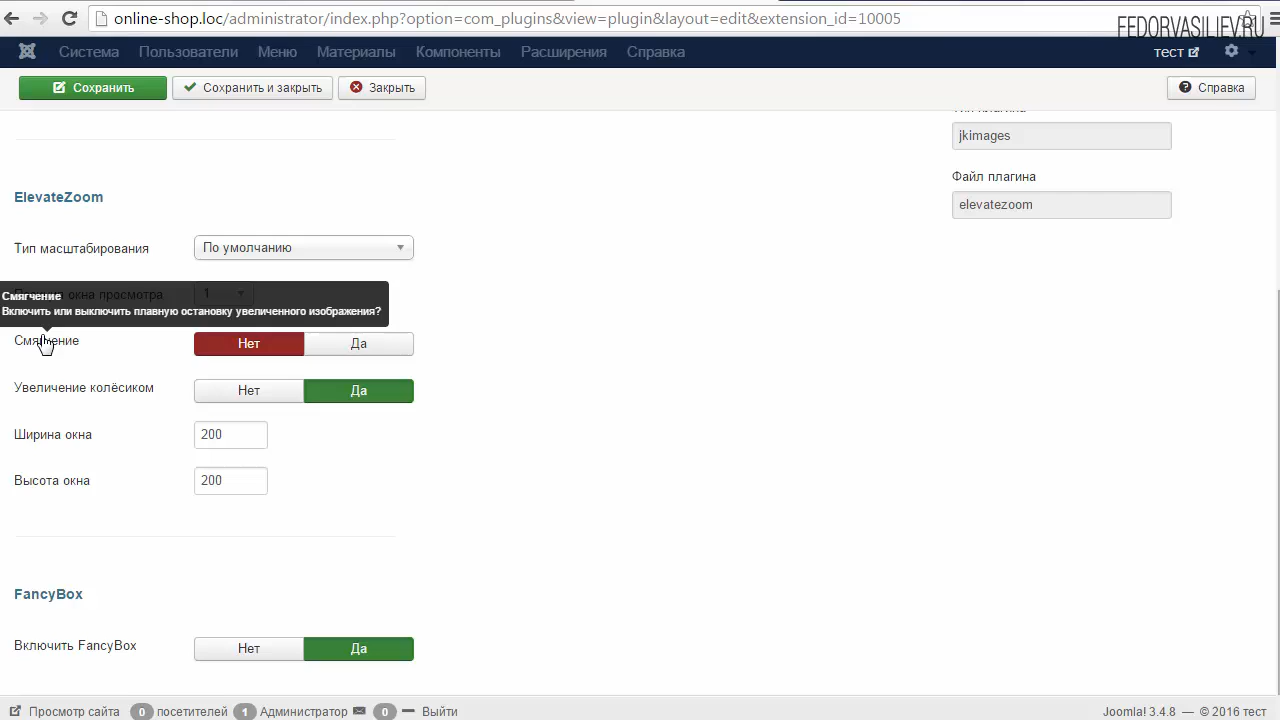 online-shop.loc/administrator/index.php?option=com_plugins&view=plugin&layout=edit&extension_id=10005
FEDORVASILIEV.RU
Система Пользователи Меню Материалы Компоненты Расширения Справка тест
Сохранить Сохранить и закрыть Закрыть Справка
Тип плагина
jkimages
Файл плагина
elevatezoom
ElevateZoom
Тип масштабирования По умолчанию
окна просмотра 1
Смягчение
Включить или выключить плавную остановку увеличенного изображения?
Смягчение Нет Да
Увеличение колёсиком Нет Да
Ширина окна 200
Высота окна 200
FancyBox
Включить FancyBox Нет Да
Просмотр сайта 0 посетителей 1 Администратор 0 Выйти
Joomla! 3.4.8 — © 2016 тест